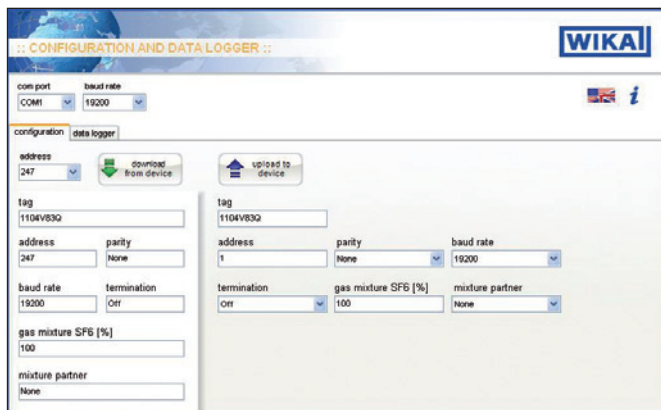 :: CONFIGURATION AND DATA LOGGER ::
WIKA
com port baud rate
COM1 19200
configuration data logger
address
247
download from device
upload to device
tag
1104V83Q
address parity
247 None
baud rate termination
19200 Off
gas mixture SF6 [%]
100
mixture partner
None
tag
1104V83Q
address parity baud rate
1 None 19200
termination gas mixture SF6 [%] mixture partner
Off 100 None